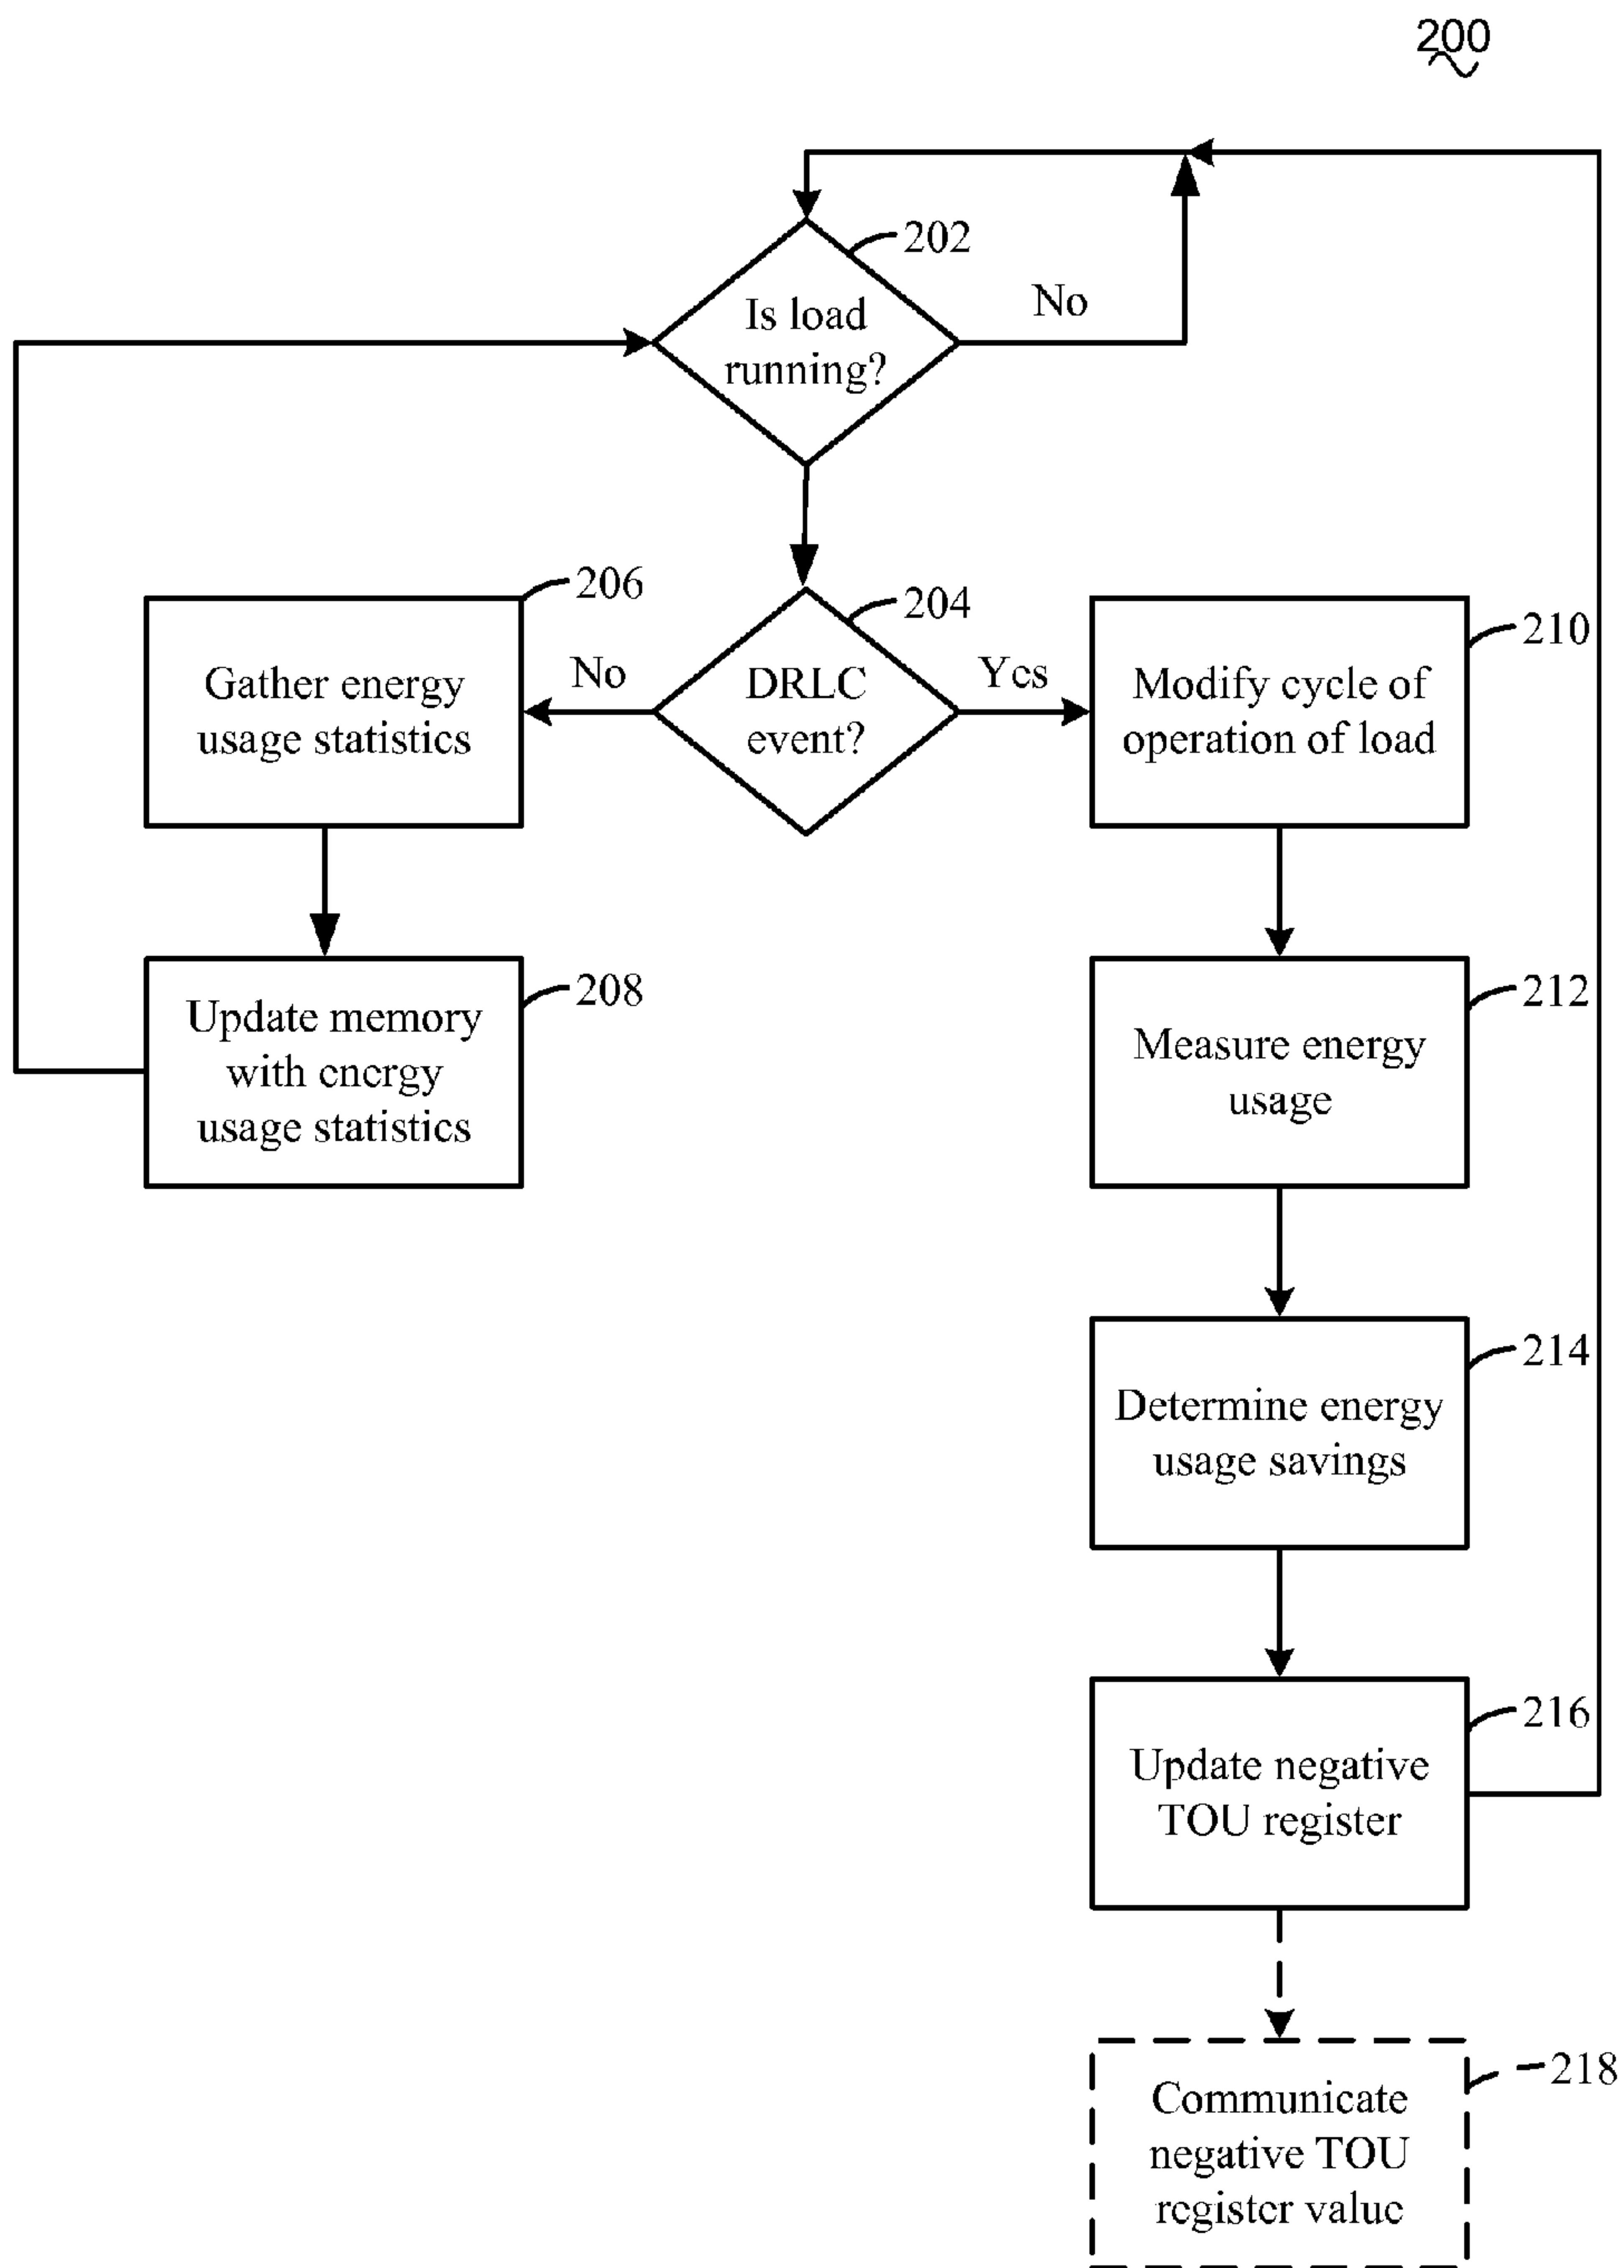 200
202
Is load
running?
No
206
204
210
Gather energy
usage statistics
No
DRLC
event?
Yes
Modify cycle of
operation of load
208
212
Update memory
with energy
usage statistics
Measure energy
usage
214
Determine energy
usage savings
216
Update negative
TOU register
218
Communicate
negative TOU
register value